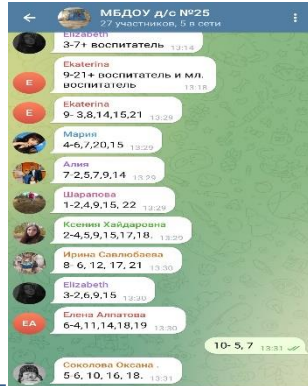 МБДОУ д/с №25
27 участников, 5 в сети
Elizabeth
3-7+ воспитатель 13:14
Ekaterina
9-21+ воспитатель и мл.
воспитатель 13:18
E
Ekaterina
E
9- 3,8,14,15,21 13:29
Мария
4-6,7,20,15 13:29
Алия
7-2,5,7,9,14 13:29
Шарапова
1-2,4,9,15, 22 13:29
Ксения Хайдаровна
2-4,5,9,15,17,18. 13:29
Ирина Савлюбаева
8- 6, 12, 17, 21 13:30
Elizabeth
3-2,6,9,15 13:30
Елена Алпатова
EA
6-4,11,14,18,19 13:30
10- 5, 7 13:31
Соколова Оксана .
5-6, 10, 16, 18. 13:31